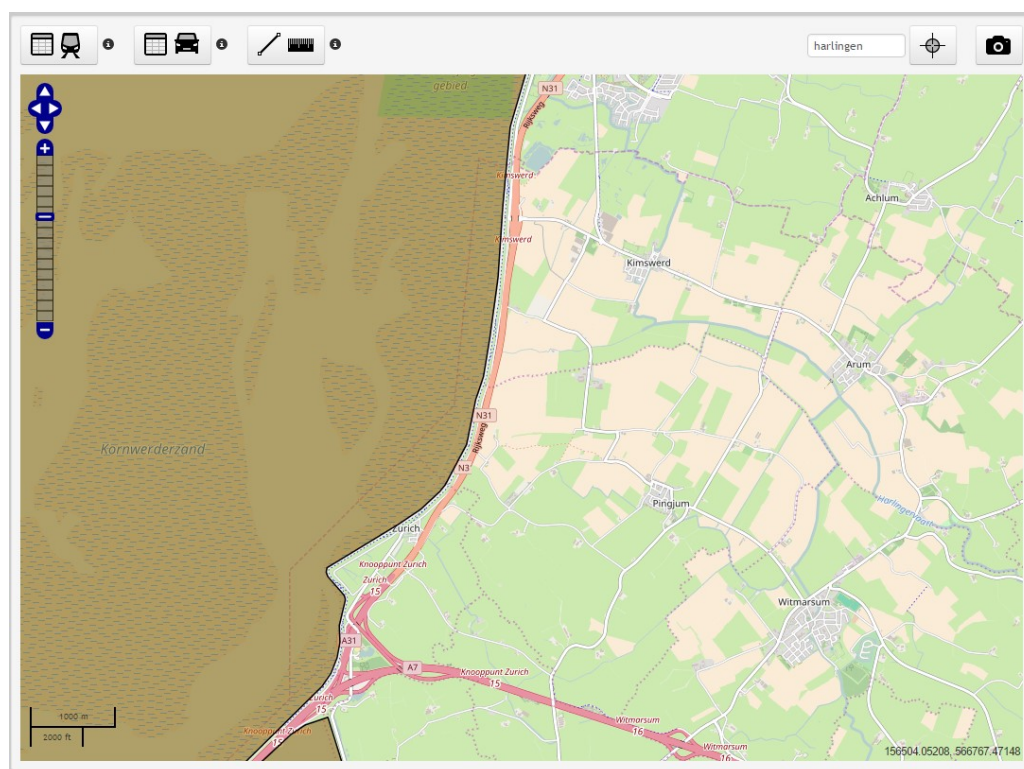 harlingen
gebied
N31
Rijksweg
Kimswerd
Achlum
Kimswerd
Kimswerd
Arum
N31
Rijksweg
Kornwerderzand
N3
Pingjum
Harlingervaart
Zurich
Knooppunt Zurich
Zurich
15
Witmarsum
A31
A7
Knooppunt Zurich
15
Zurich
15
1000 m
2000 ft
Knooppunt Zurich
15
Witmarsum
16
Witmarsum
16
156504.05208, 566767.47148